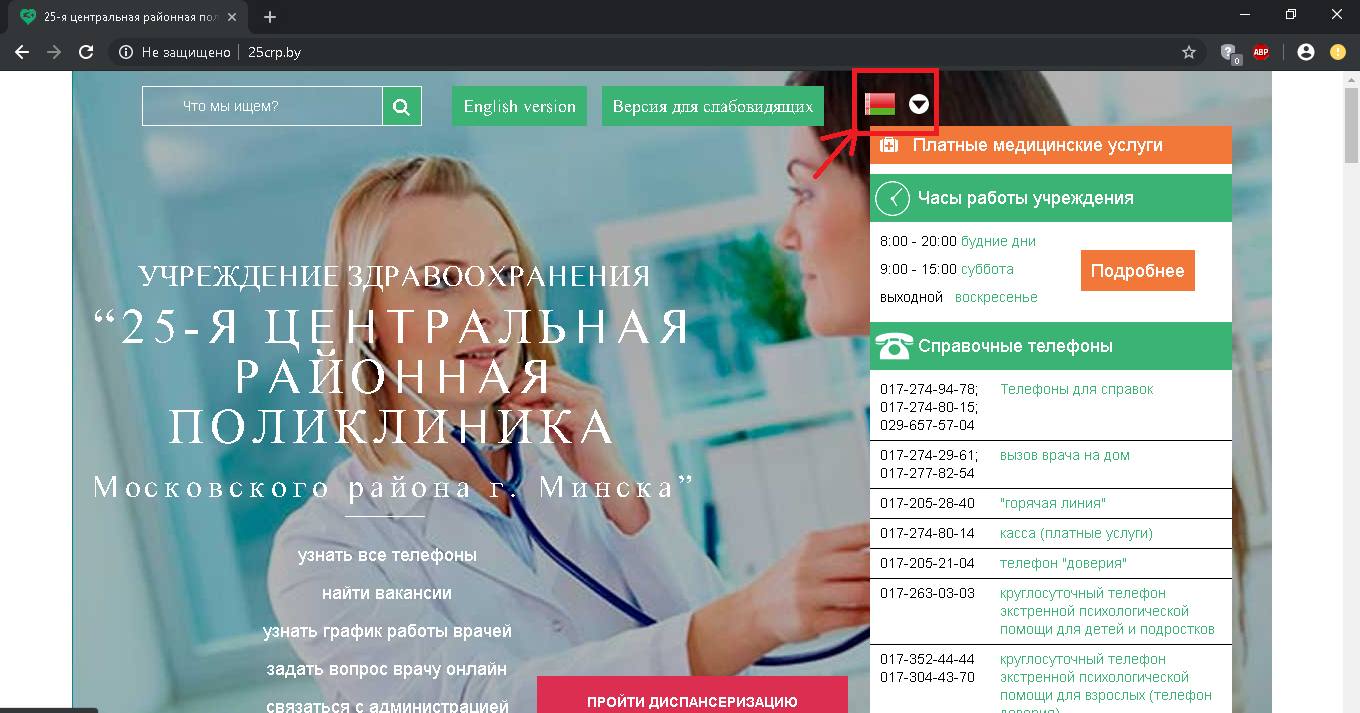 25-я центральная районная пол
Не защищено
25crp.by
0
ABP
Что мы ищем?
English version
Версия для слабовидящих
УЧРЕЖДЕНИЕ ЗДРАВООХРАНЕНИЯ
“25-Я ЦЕНТРАЛЬНАЯ
РАЙОННАЯ
ПОЛИКЛИНИКА
Московского района г. Минска”
узнать все телефоны
найти вакансии
узнать график работы врачей
задать вопрос врачу онлайн
связаться с администрацией
ПРОЙТИ ДИСПАНСЕРИЗАЦИЮ
Платные медицинские услуги
Часы работы учреждения
8:00 - 20:00 будние дни
9:00 - 15:00 суббота
выходной воскресенье
Подробнее
Справочные телефоны
017-274-94-78; Телефоны для справок
017-274-80-15;
029-657-57-04
017-274-29-61; вызов врача на дом
017-277-82-54
017-205-28-40 "горячая линия"
017-274-80-14 касса (платные услуги)
017-205-21-04 телефон "доверия"
017-263-03-03 круглосуточный телефон
экстренной психологической
помощи для детей и подростков
017-352-44-44 круглосуточный телефон
017-304-43-70 экстренной психологической
помощи для взрослых (телефон
доверия)